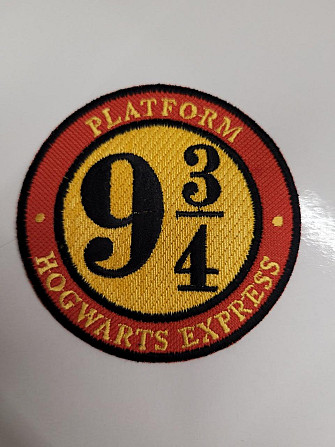 PLATFORM
9 3/4
HOGWARTS EXPRESS